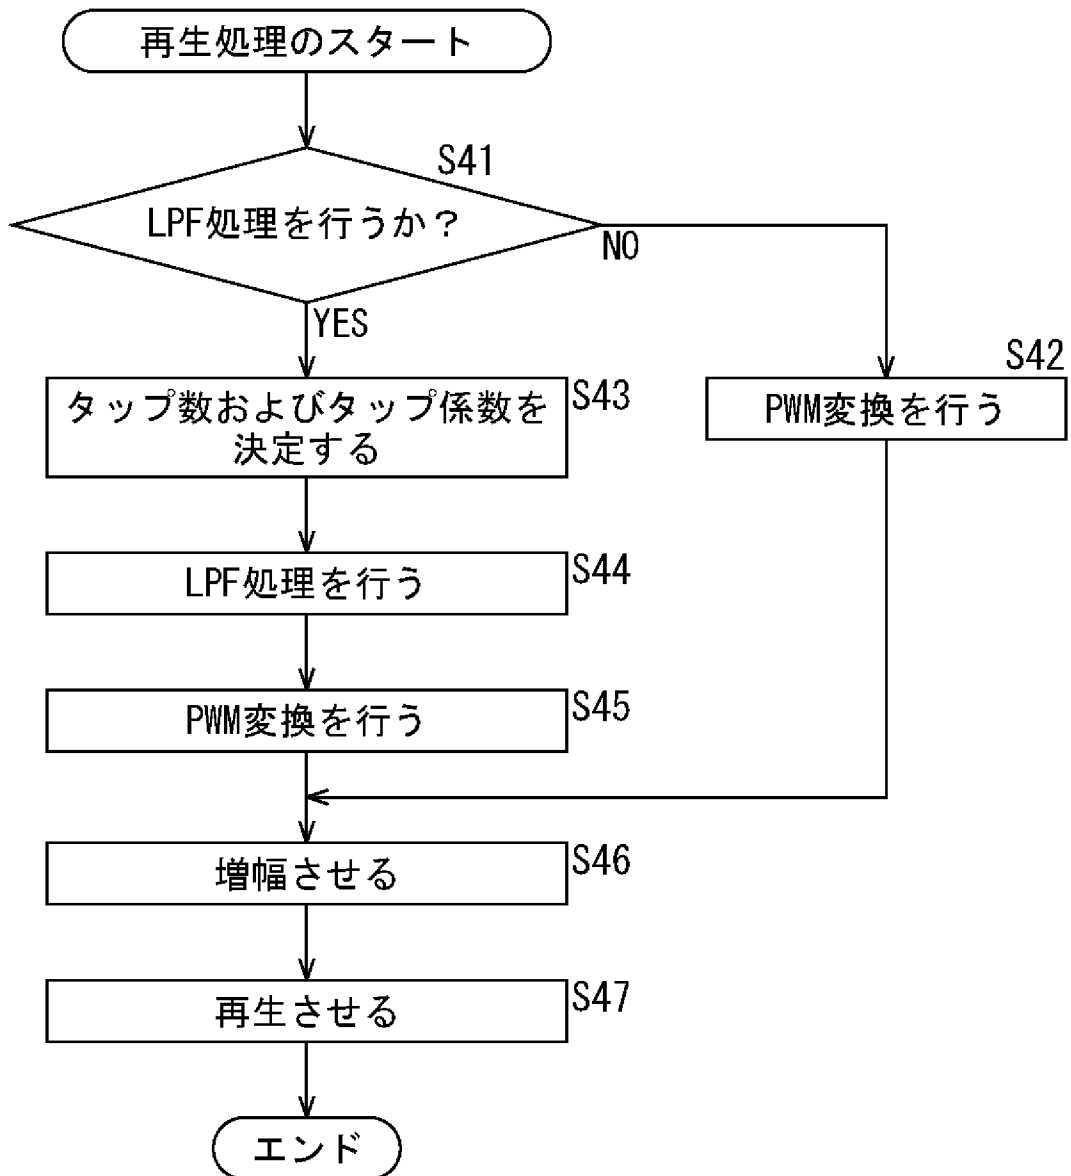 再生処理のスタート
S41
LPF処理を行うか？
NO
YES
S42
S43
タップ数およびタップ係数を
決定する
PWM変換を行う
LPF処理を行う
S44
PWM変換を行う
S45
増幅させる
S46
再生させる
S47
エンド